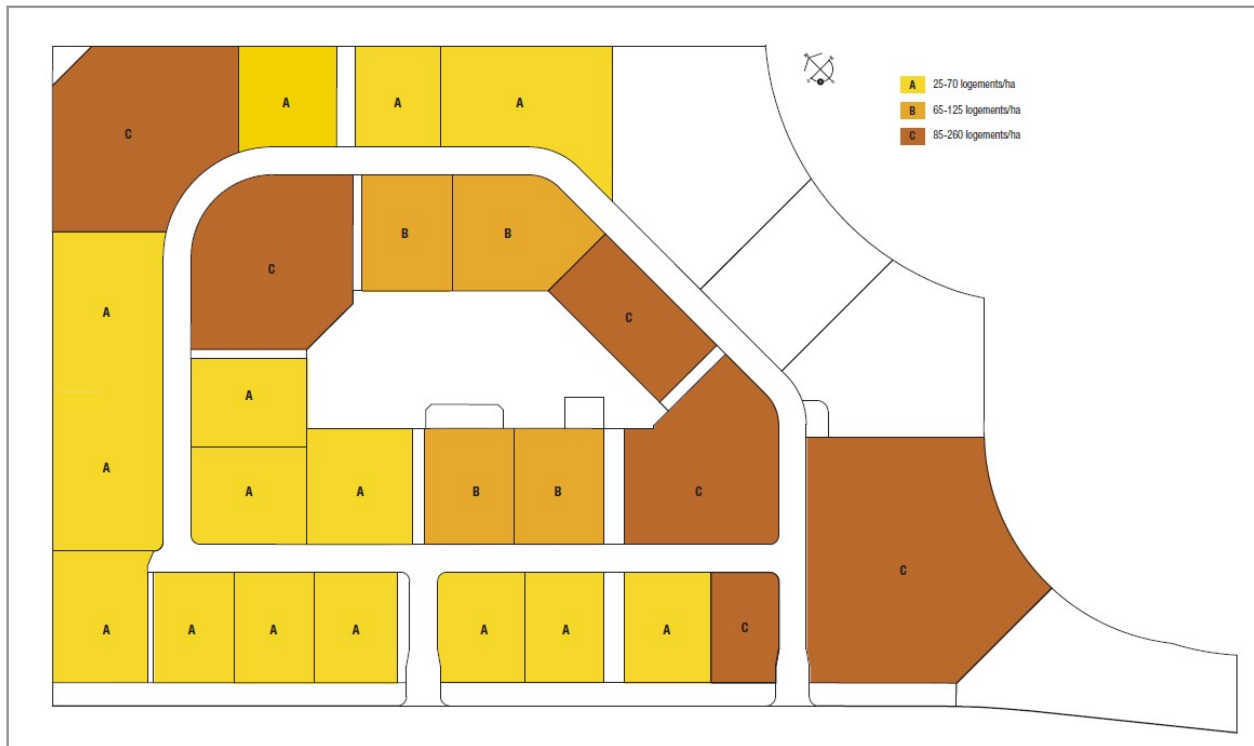 A A A
A 25-70 logements/ha
B 65-125 logements/ha
C 85-260 logements/ha
C
B B
C
A
C
A
A
A A B B C
C
A A A A A A A C